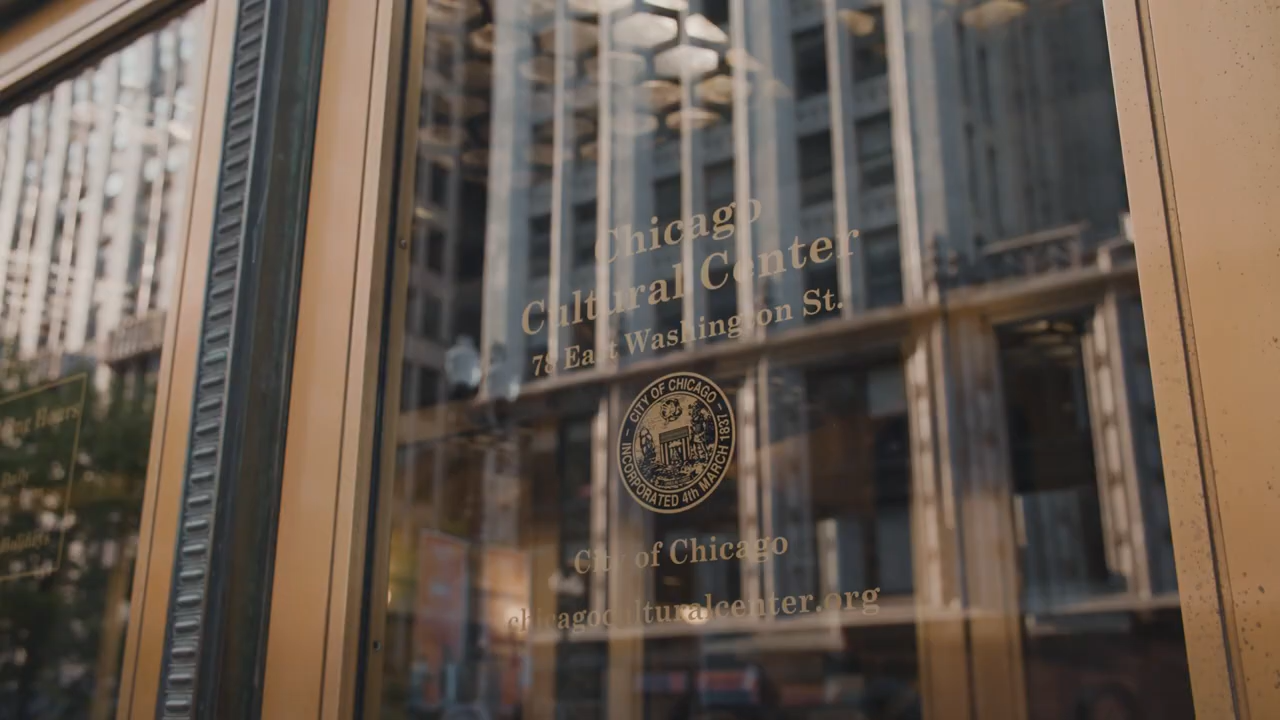 Chicago
Cultural Center
78 East Washington St.
CITY OF CHICAGO
INCORPORATED 4th MARCH 1837
City of Chicago
chicagoculturalcenter.org
Hours